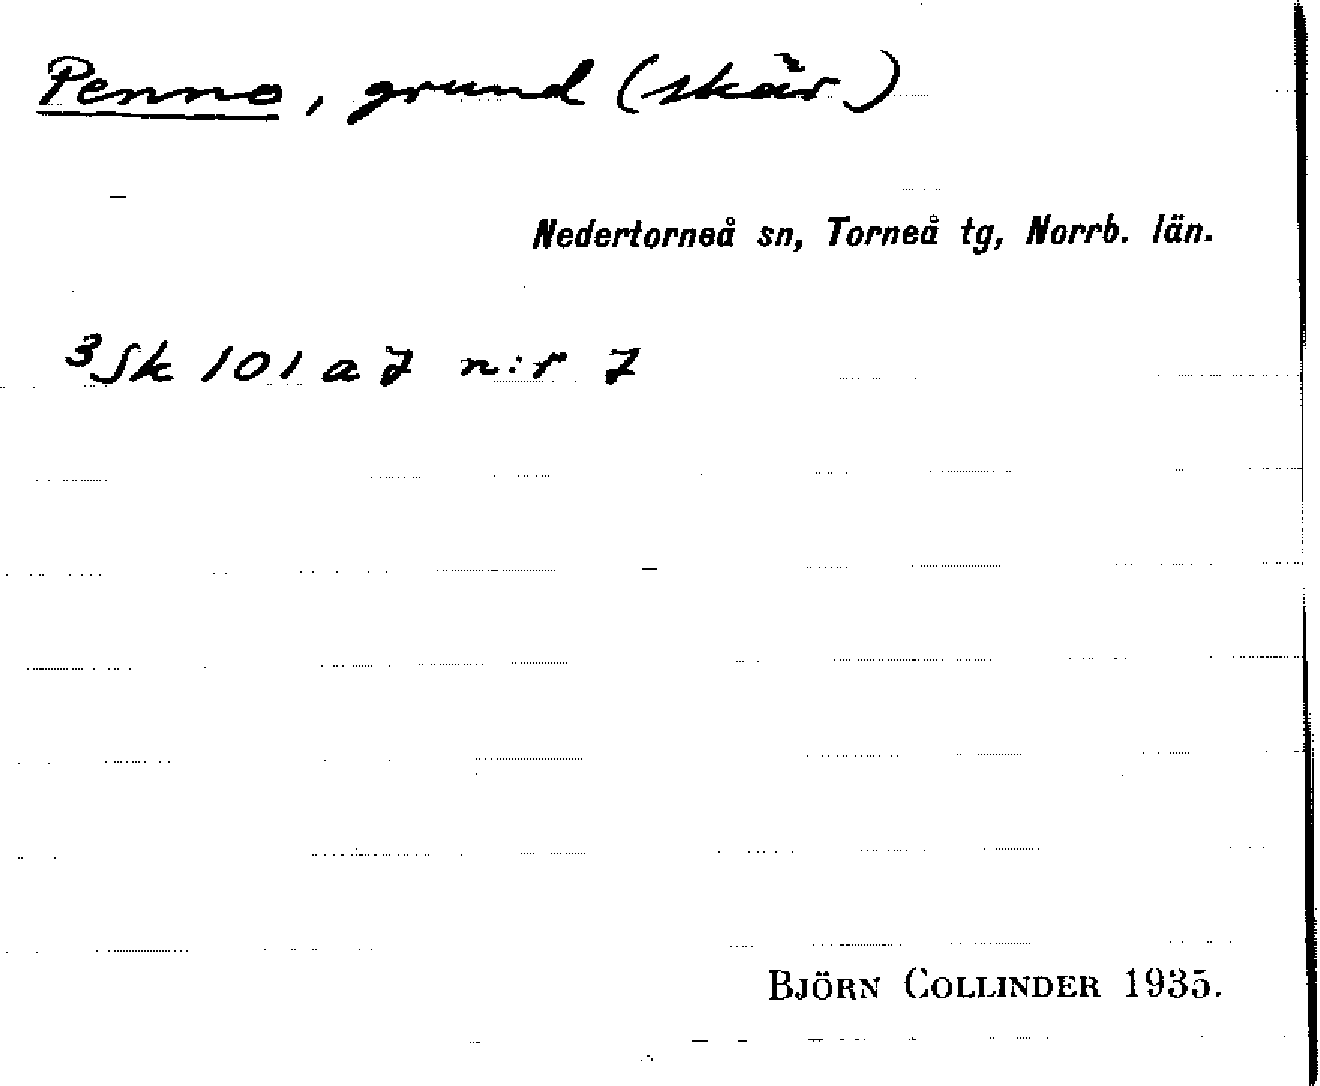 Penno, grund (skär)
Nedertorneå sn, Torneå tg, Norrb. län.
³Sk 101 a 7 n:r 7
BJÖRN COLLINDER 1935.